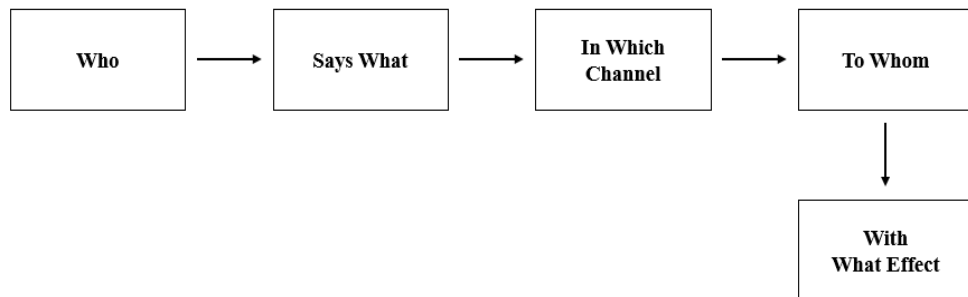 Who
Says What
In Which
Channel
To Whom
With
What Effect